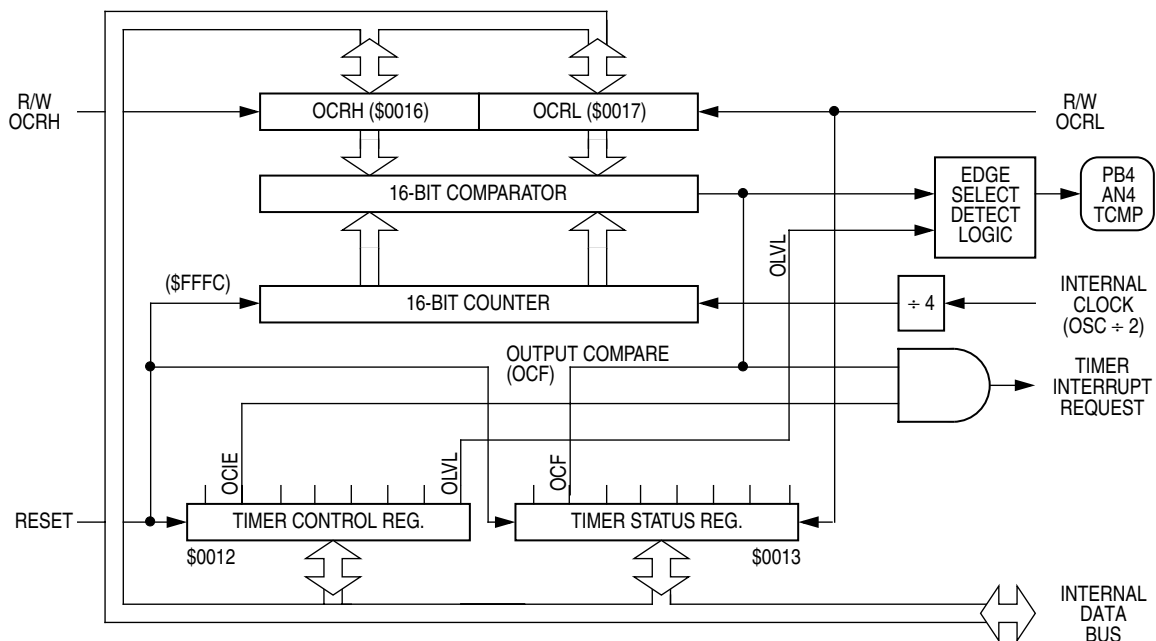 R/W
OCRH
OCRH ($0016)
OCRL ($0017)
R/W
OCRL
16-BIT COMPARATOR
EDGE
SELECT
DETECT
LOGIC
PB4
AN4
TCMP
OLVL
($FFFC)
16-BIT COUNTER
÷ 4
INTERNAL
CLOCK
(OSC ÷ 2)
OUTPUT COMPARE
(OCF)
TIMER
INTERRUPT
REQUEST
OCIE
OLVL
OCF
RESET
TIMER CONTROL REG.
TIMER STATUS REG.
$0012
$0013
INTERNAL
DATA
BUS